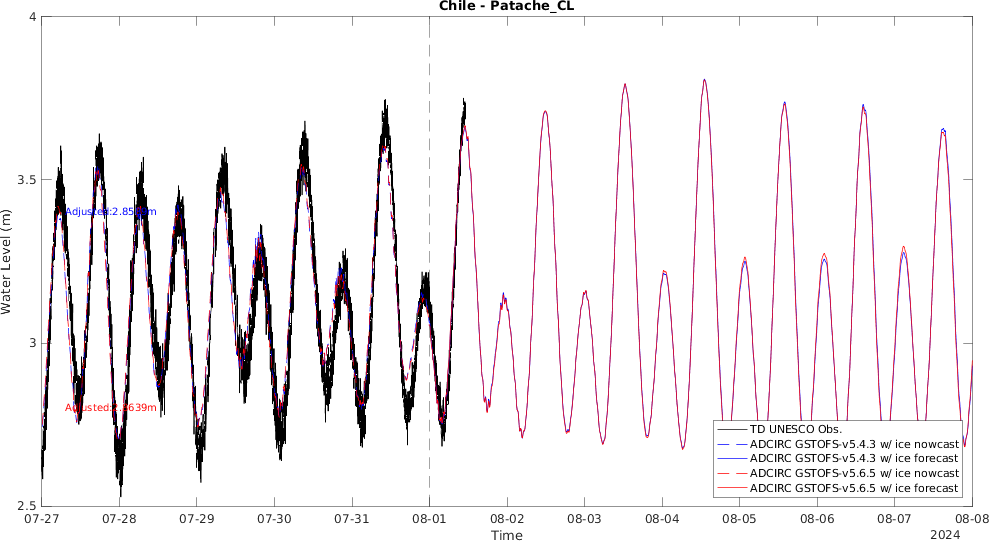 Chile - Patache_CL
Water Level (m)
4
3.5
3
2.5
Adjusted:2.85
Adjusted:2.8639m
TD UNESCO Obs.
ADCIRC GSTOFS-v5.4.3 w/ ice nowcast
ADCIRC GSTOFS-v5.4.3 w/ ice forecast
ADCIRC GSTOFS-v5.6.5 w/ ice nowcast
ADCIRC GSTOFS-v5.6.5 w/ ice forecast
07-27
07-28
07-29
07-30
07-31
08-01
08-02
08-03
08-04
08-05
08-06
08-07
08-08
Time
2024